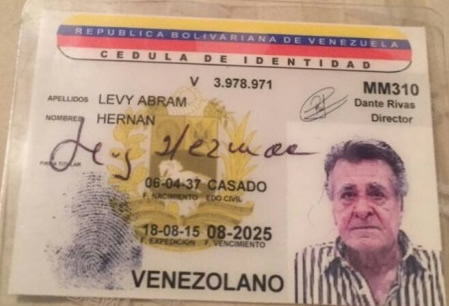 REPUBLICA BOLIVARIANA DE VENEZUELA
CEDULA DE IDENTIDAD
V 3.978.971
MM310
APELLIDOS LEVY ABRAM
Dante Rivas
NOMBRES HERNAN
Director
Levy Hernan
FIRMA TITULAR
06-04-37 CASADO
F. NACIMIENTO EDO CIVIL
18-08-15 08-2025
F. EXPEDICION F. VENCIMIENTO
VENEZOLANO